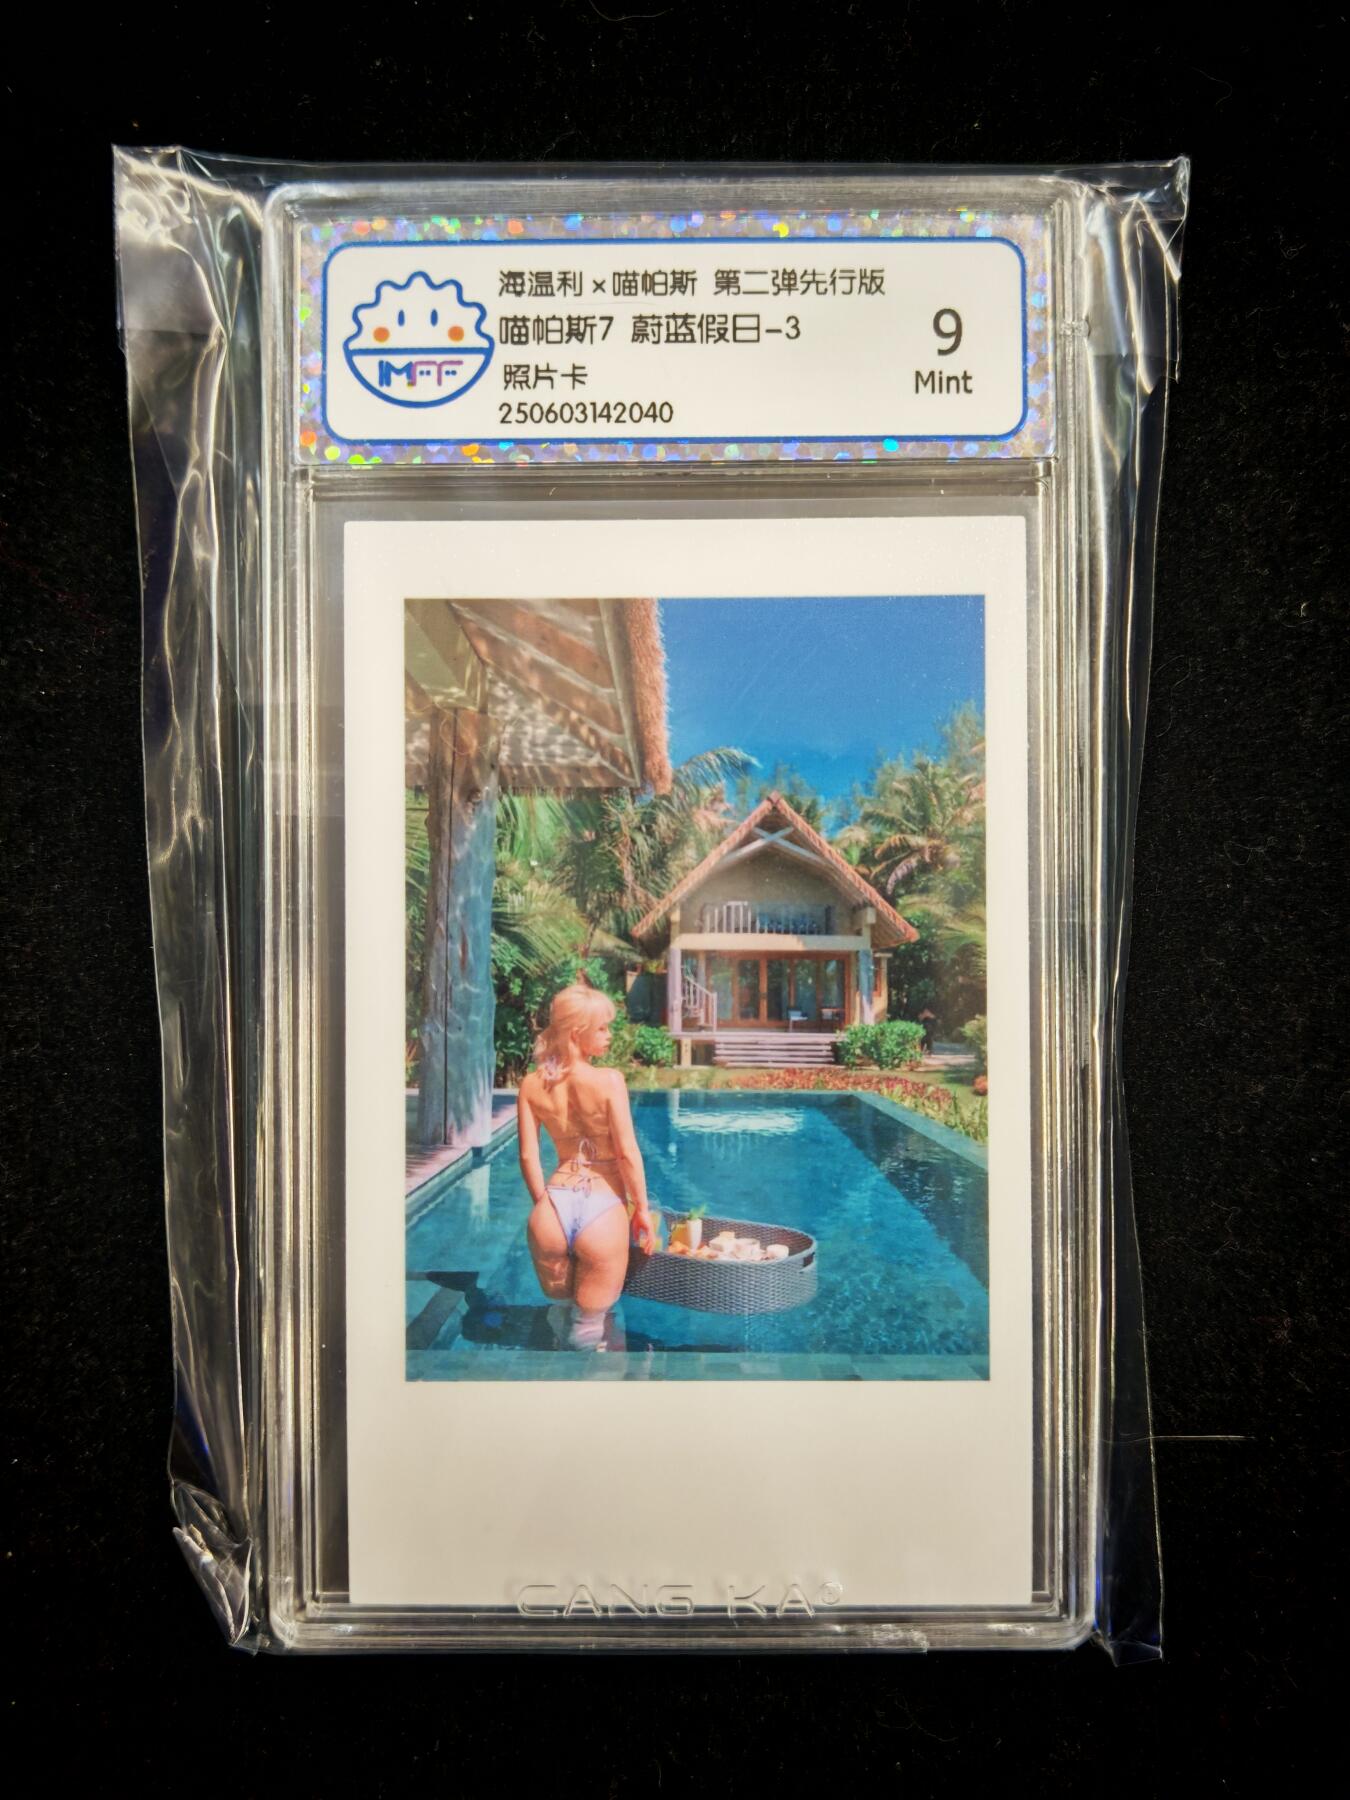 海温利×喵帕斯 第二弹先行版
喵帕斯7 蔚蓝假日-3
照片卡
250603142040
9
Mint
IMFF
CANG KA®